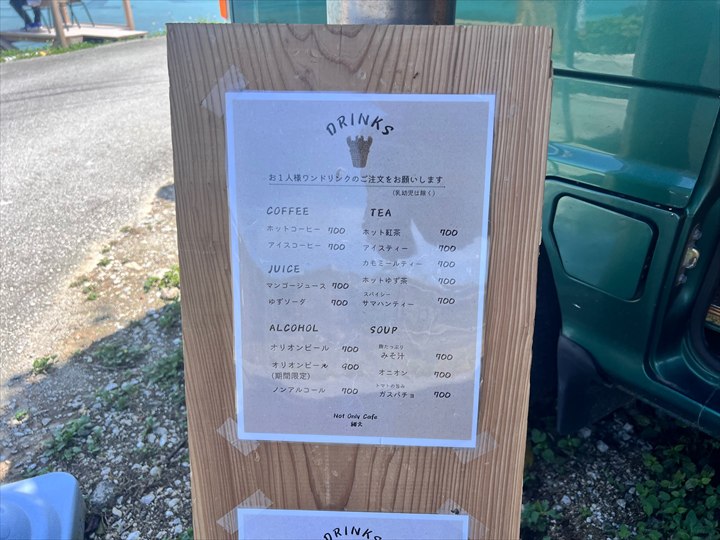 DRINKS
お１人様ワンドリンクのご注文をお願いします
(乳幼児は除く)
COFFEE
ホットコーヒー 700
アイスコーヒー 700
JUICE
マンゴージュース 700
ゆずソーダ 700
ALCOHOL
オリオンビール 700
オリオンビール 900
(期間限定)
ノンアルコール 700
TEA
ホット紅茶 700
アイスティー 700
カモミールティー 700
ホットゆず茶 700
スパイシー
サマハンティー 700
SOUP
麹たっぷり
みそ汁 700
オニオン 700
トマトの旨み
ガスパチョ 700
Not Only Cafe
DRINKS